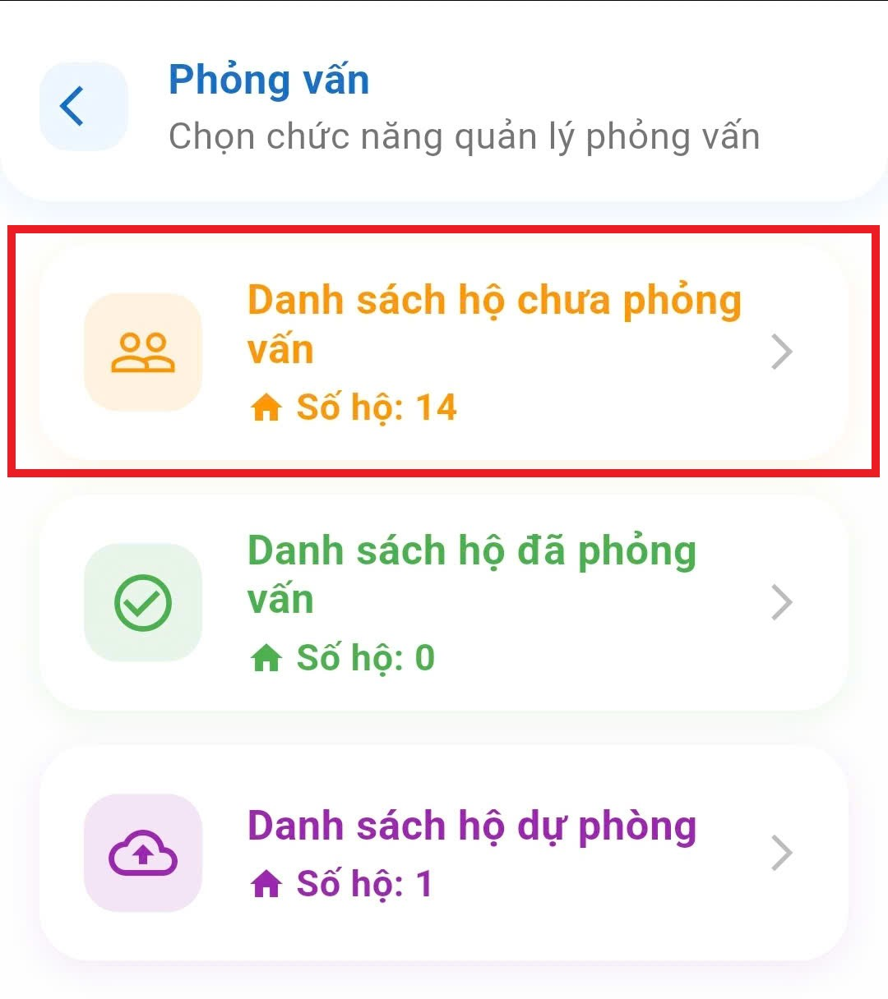 Phỏng vấn
Chọn chức năng quản lý phỏng vấn
Danh sách hộ chưa phỏng
vấn
Số hộ: 14
Danh sách hộ đã phỏng
vấn
Số hộ: 0
Danh sách hộ dự phòng
Số hộ: 1